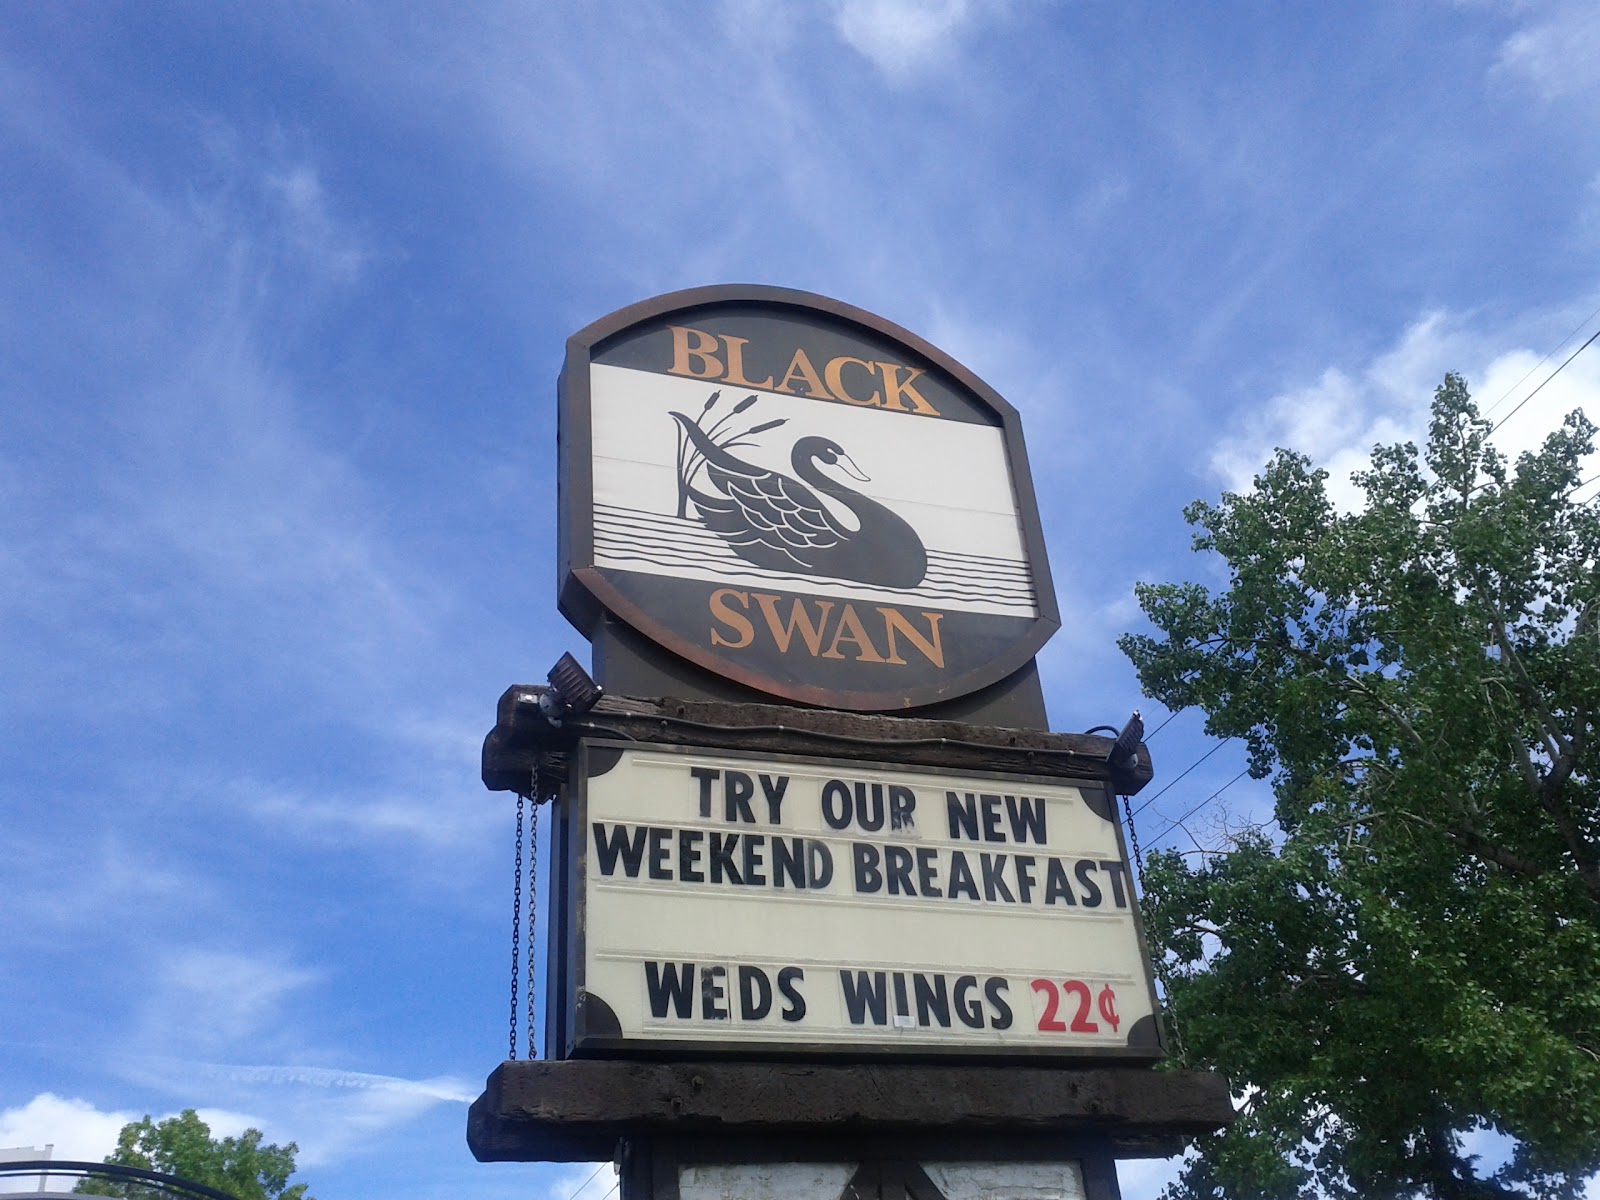 BLACK
SWAN
TRY OUR NEW
WEEKEND BREAKFAST
WEDS WINGS 22¢